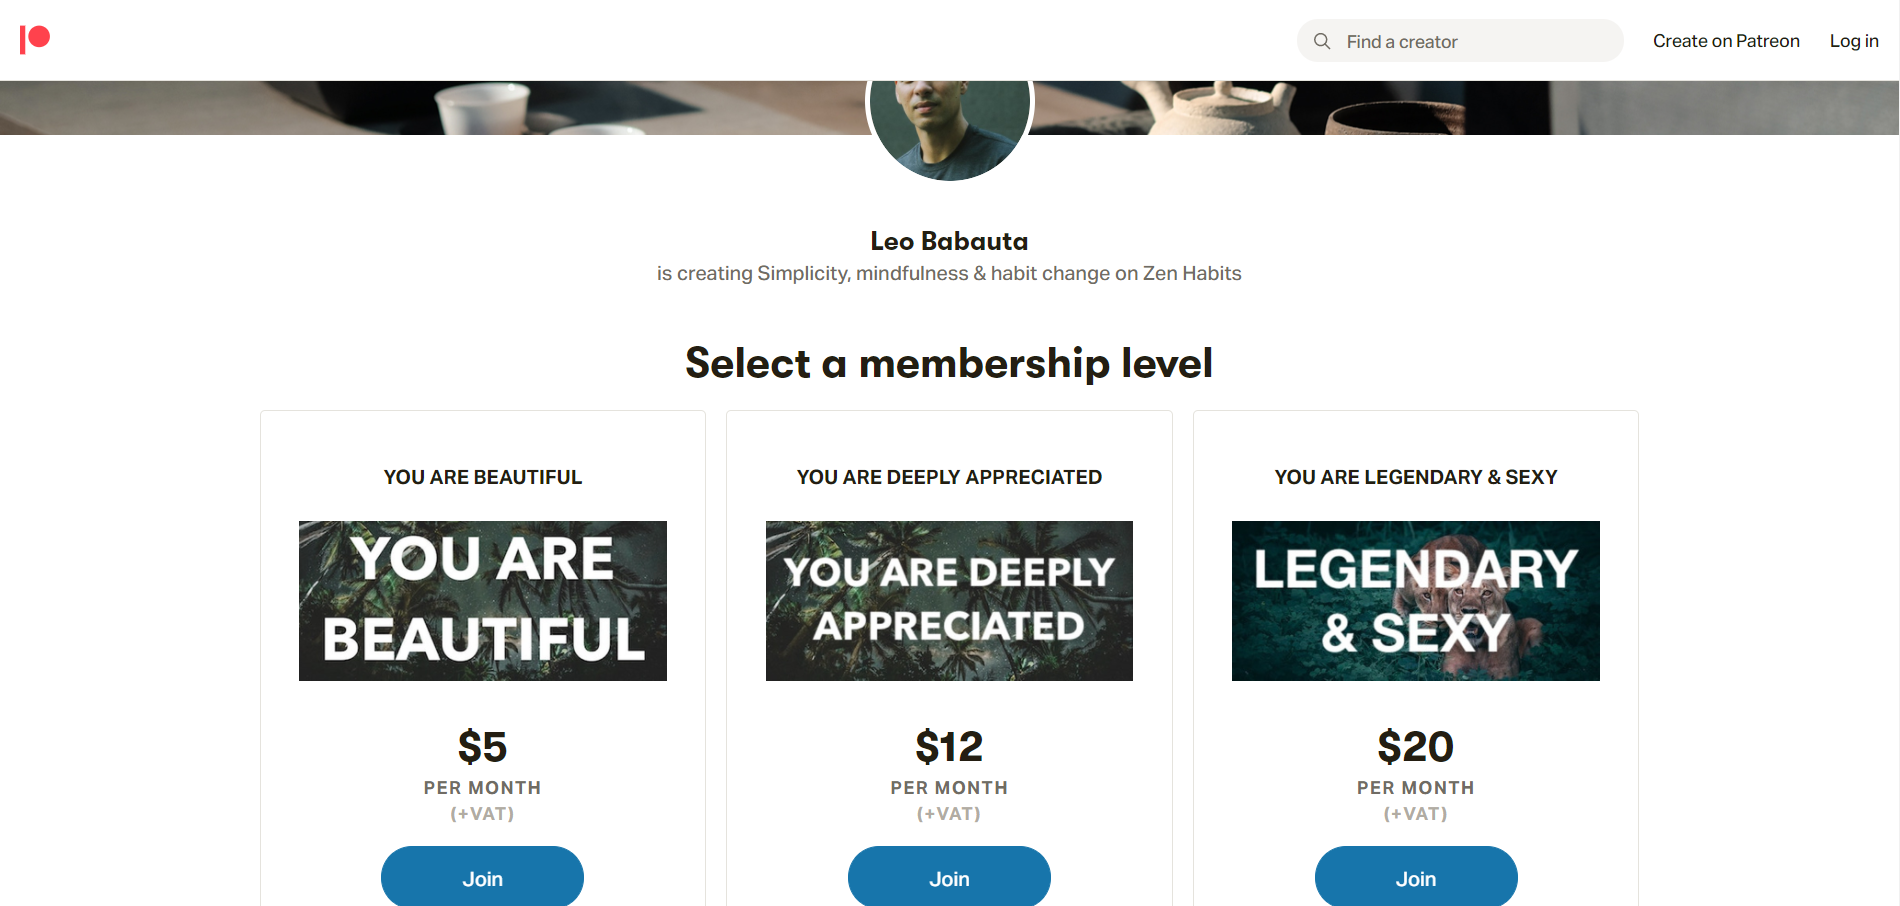 Find a creator
Create on Patreon
Log in
Leo Babauta
is creating Simplicity, mindfulness & habit change on Zen Habits
Select a membership level
YOU ARE BEAUTIFUL
YOU ARE
BEAUTIFUL
$5
PER MONTH
(+VAT)
Join
YOU ARE DEEPLY APPRECIATED
YOU ARE DEEPLY
APPRECIATED
$12
PER MONTH
(+VAT)
Join
YOU ARE LEGENDARY & SEXY
LEGENDARY
& SEXY
$20
PER MONTH
(+VAT)
Join